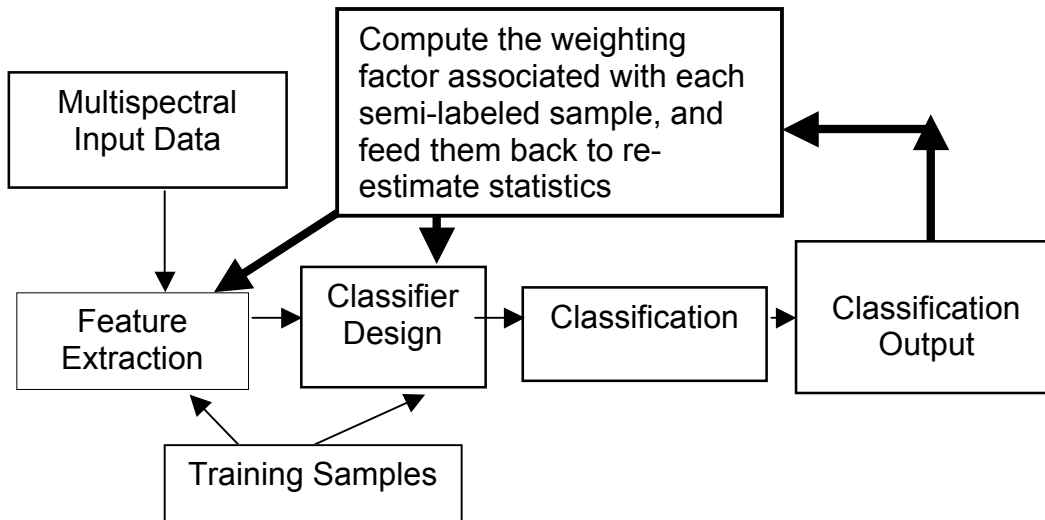 Compute the weighting
factor associated with each
semi-labeled sample, and
feed them back to re-
estimate statistics
Multispectral
Input Data
Feature
Extraction
Classifier
Design
Classification
Classification
Output
Training Samples